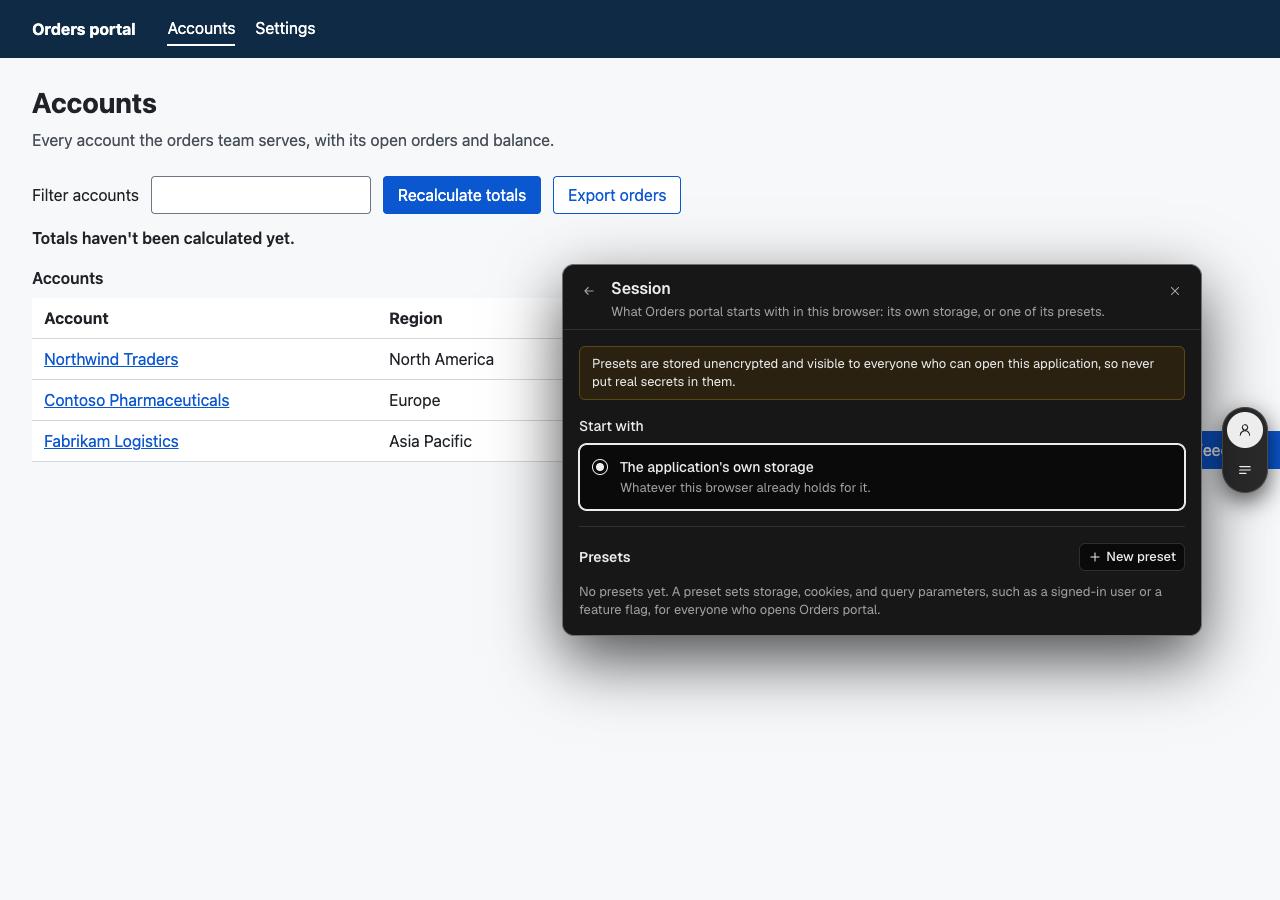 Orders portal
Accounts
Settings
Accounts
Every account the orders team serves, with its open orders and balance.
Filter accounts
Recalculate totals
Export orders
Totals haven't been calculated yet.
Accounts
Account
Region
Northwind Traders
North America
Contoso Pharmaceuticals
Europe
Fabrikam Logistics
Asia Pacific
Session
What Orders portal starts with in this browser: its own storage, or one of its presets.
Presets are stored unencrypted and visible to everyone who can open this application, so never
put real secrets in them.
Start with
The application's own storage
Whatever this browser already holds for it.
Presets
New preset
No presets yet. A preset sets storage, cookies, and query parameters, such as a signed-in user or a
feature flag, for everyone who opens Orders portal.